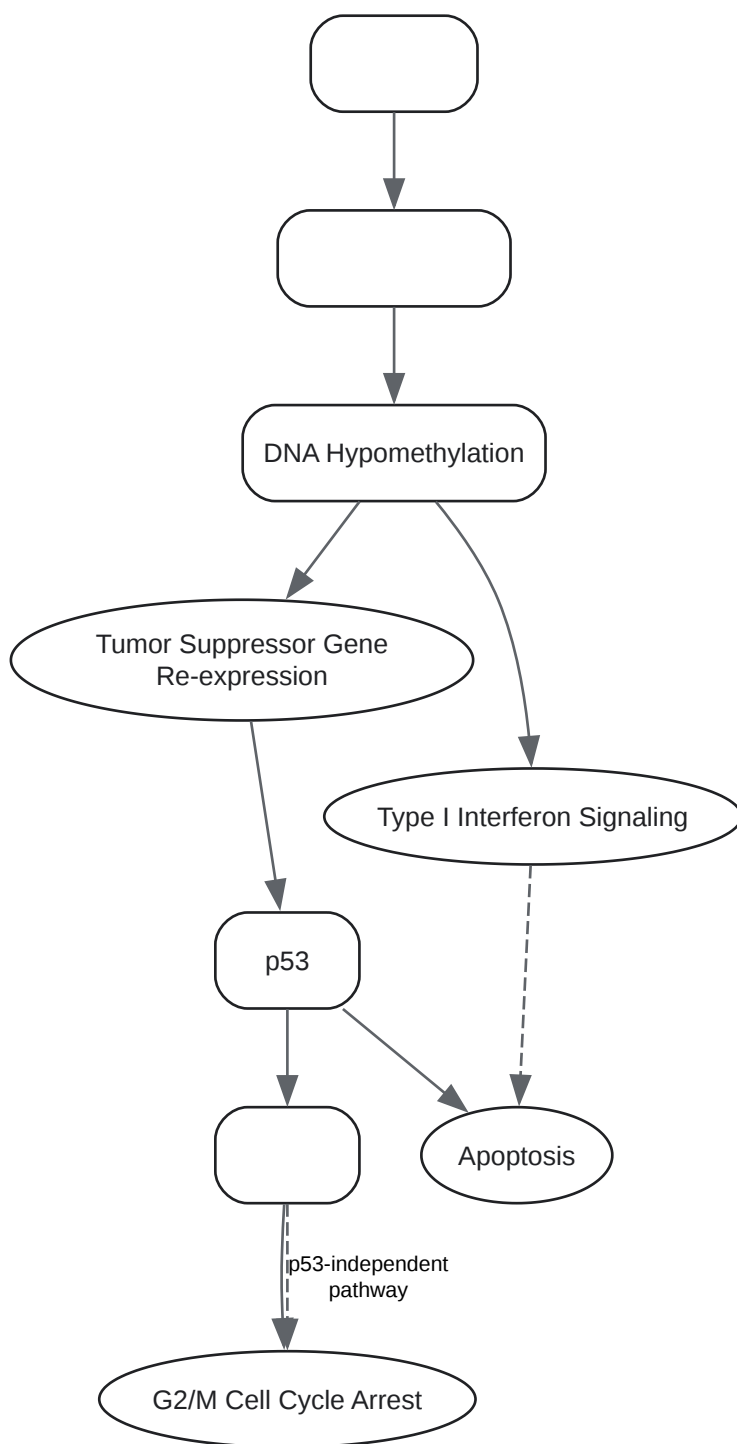 DNA Hypomethylation
Tumor Suppressor Gene
Re-expression
Type I Interferon Signaling
p53
Apoptosis
p53-independent
pathway
G2/M Cell Cycle Arrest